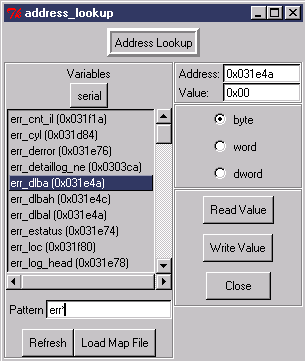 address_lookup
Address Lookup
Variables
serial
err_cnt_il (0x031f1a)
err_cyl (0x031d84)
err_derror (0x031e76)
err_detaillog_ne (0x0303ca)
err_dlba (0x031e4a)
err_dlbah (0x031e4c)
err_dlbal (0x031e4a)
err_estatus (0x031e74)
err_loc (0x031f80)
err_log_head (0x031e78)
Pattern err*
Refresh Load Map File
Address: 0x031e4a
Value: 0x00
byte
word
dword
Read Value
Write Value
Close